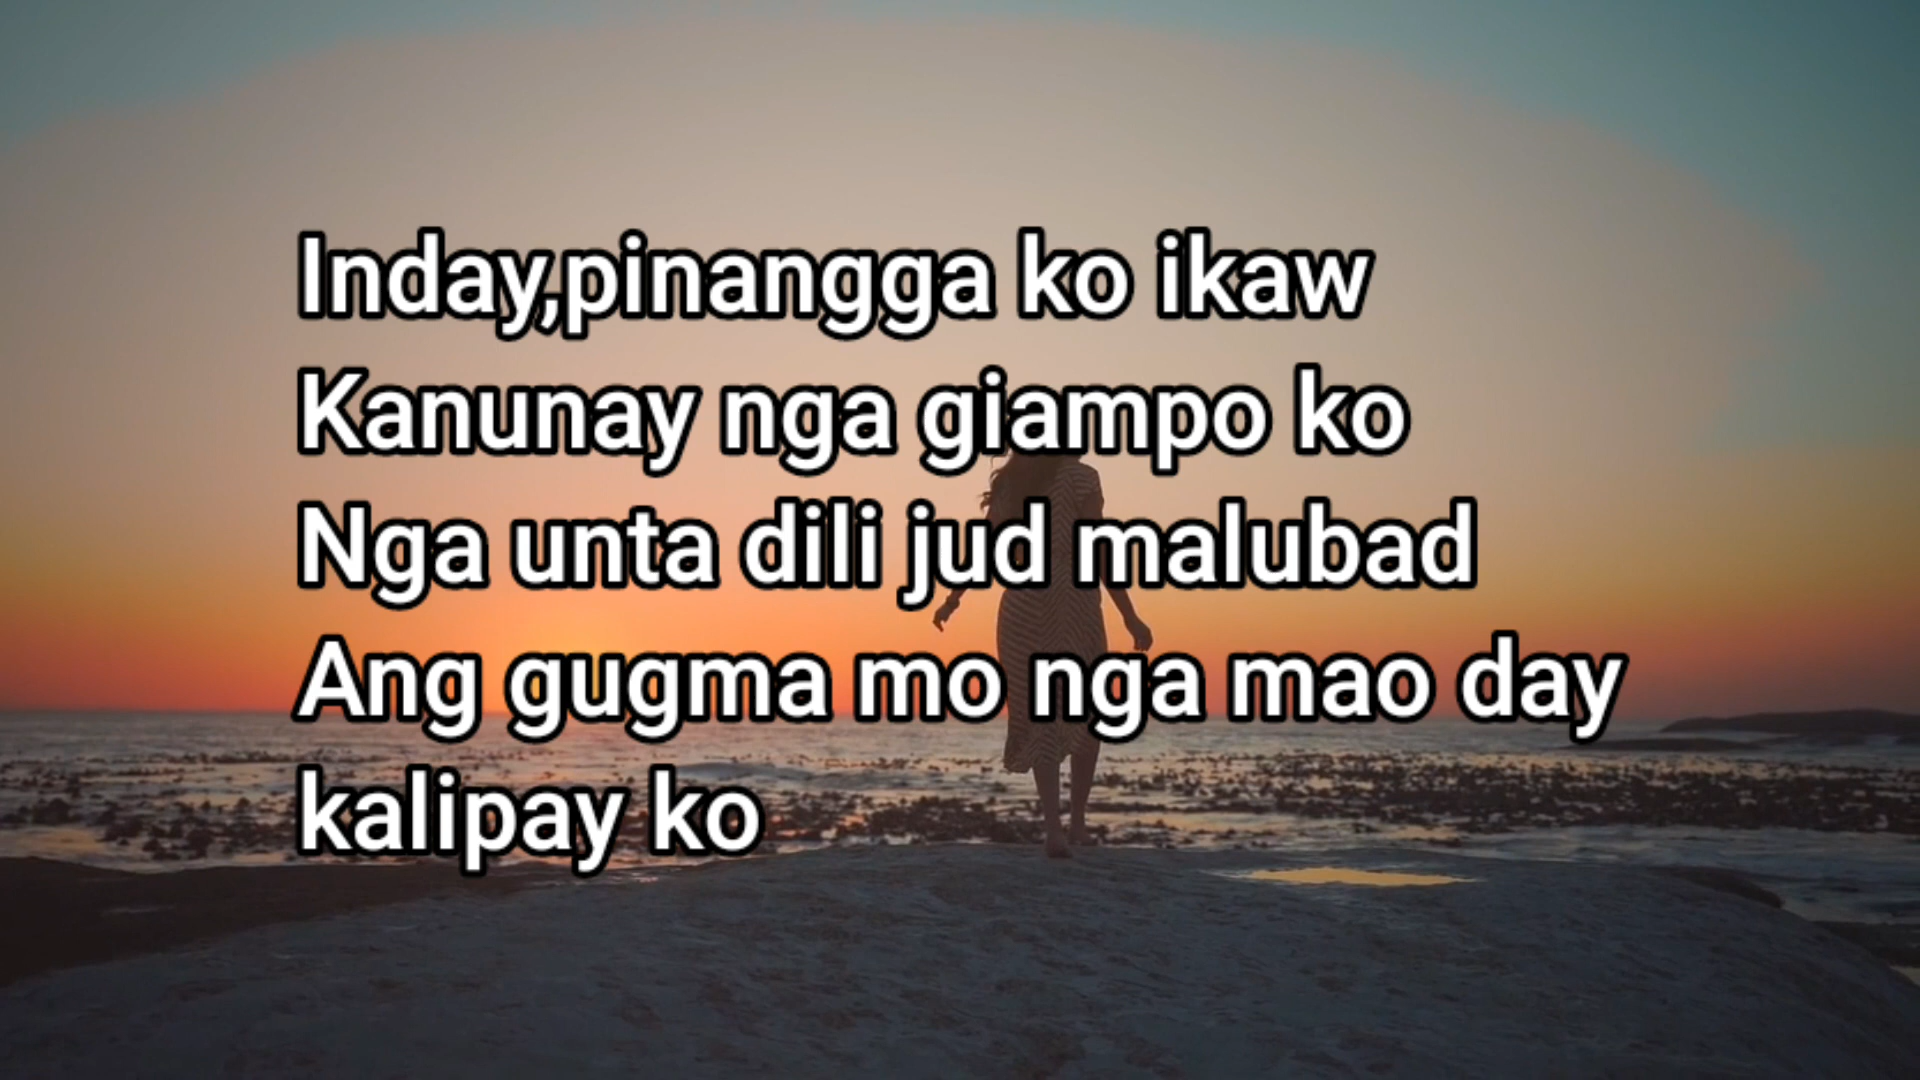 Inday,pinangga ko ikaw
Kanunay nga giampo ko
Nga unta dili jud malubad
Ang gugma mo nga mao day
kalipay ko